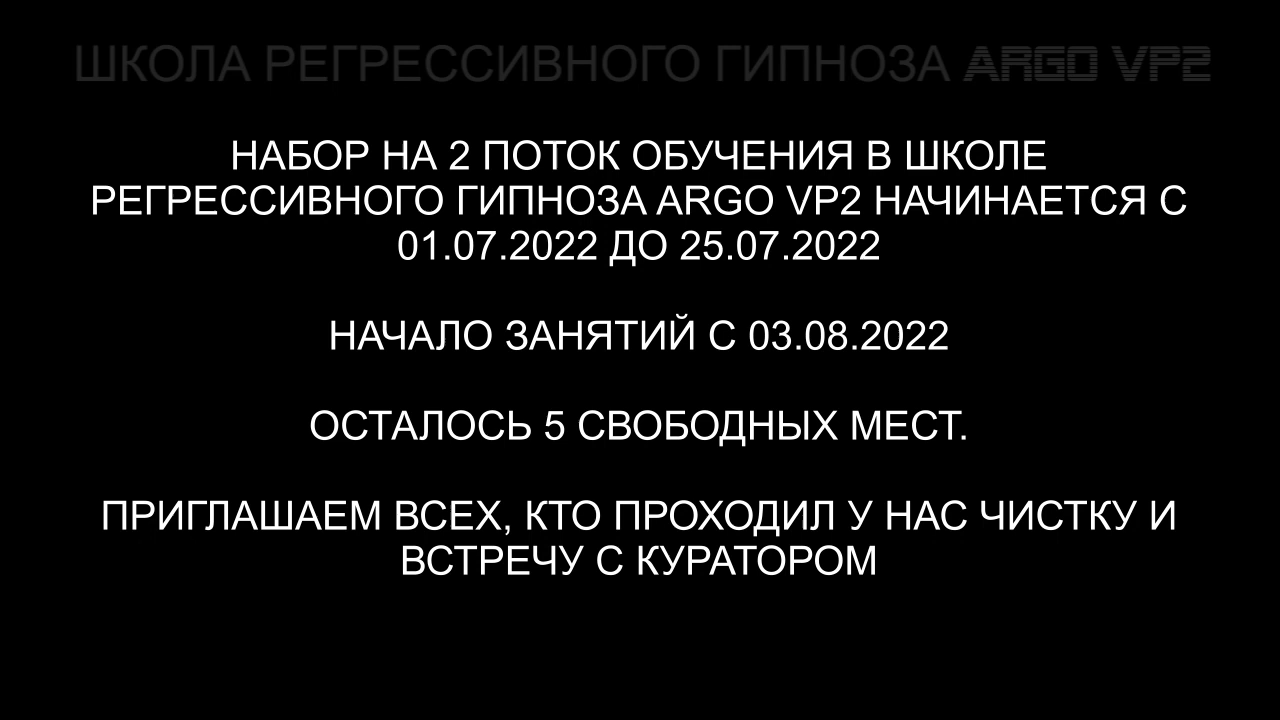 ШКОЛА РЕГРЕССИВНОГО ГИПНОЗА ARGO VP2
НАБОР НА 2 ПОТОК ОБУЧЕНИЯ В ШКОЛЕ
РЕГРЕССИВНОГО ГИПНОЗА ARGO VP2 НАЧИНАЕТСЯ С
01.07.2022 ДО 25.07.2022
НАЧАЛО ЗАНЯТИЙ С 03.08.2022
ОСТАЛОСЬ 5 СВОБОДНЫХ МЕСТ.
ПРИГЛАШАЕМ ВСЕХ, КТО ПРОХОДИЛ У НАС ЧИСТКУ И
ВСТРЕЧУ С КУРАТОРОМ